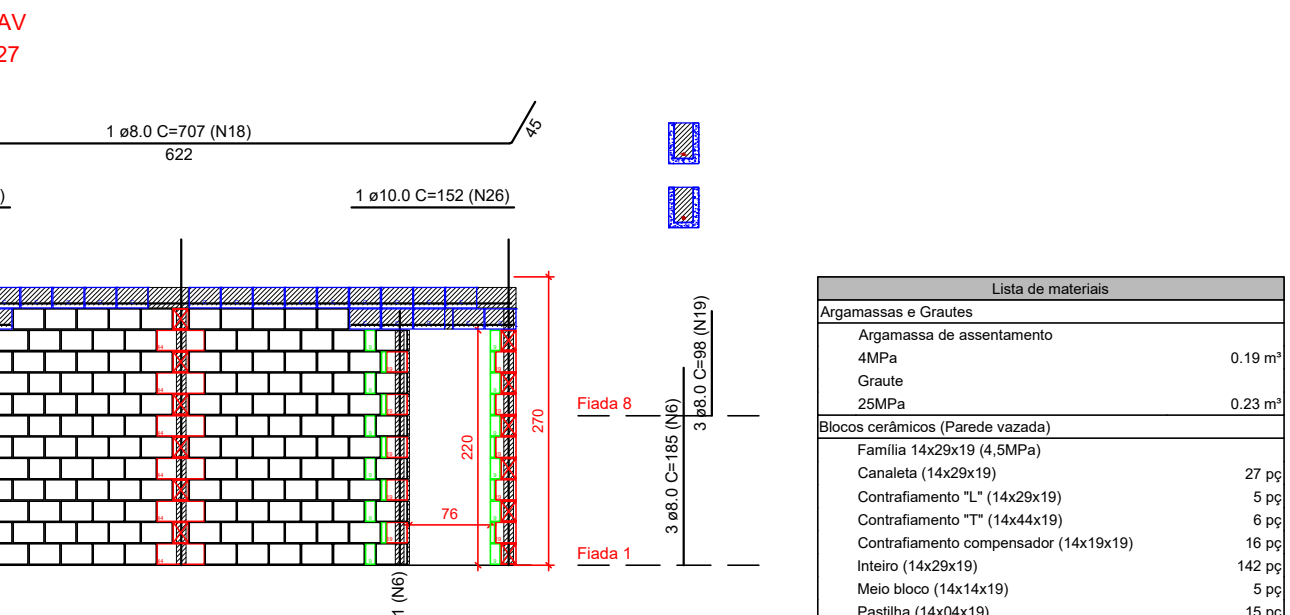 AV
27
1 ø8.0 C=707 (N18)
622
45
)
1 ø10.0 C=152 (N26)
Fiada 8
Fiada 1
220
270
76
1 (N6)
3 ø8.0 C=185 (N6)
3 ø8.0 C=98 (N19)
Lista de materiais
Argamassas e Grautes
Argamassa de assentamento
4MPa 0.19 m³
Graute
25MPa 0.23 m³
Blocos cerâmicos (Parede vazada)
Família 14x29x19 (4,5MPa)
Canaleta (14x29x19) 27 pç
Contrafiamento "L" (14x29x19) 5 pç
Contrafiamento "T" (14x44x19) 6 pç
Contrafiamento compensador (14x19x19) 16 pç
Inteiro (14x29x19) 142 pç
Meio bloco (14x14x19) 5 pç
Pastilha (14x04x19) 15 pç